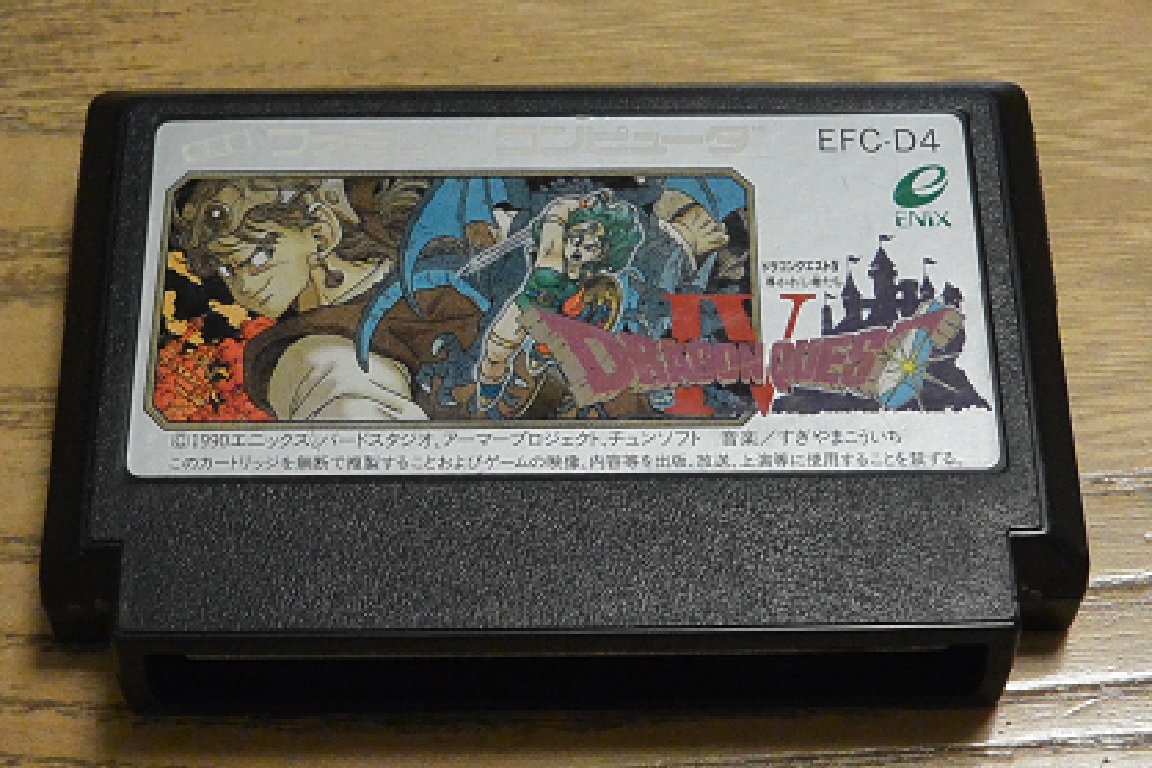 ファミリーコンピュータ
EFC-D4
ENIX
ドラゴンクエストIV
導かれし者たち
IV
DRAGON QUEST
©1990エニックス,バードスタジオ,アーマープロジェクト,チュンソフト 音楽/すぎやまこういち
このカートリッジを無断で複製することおよびゲームの映像、内容等を出版、放送、上演等に使用することを禁ずる。